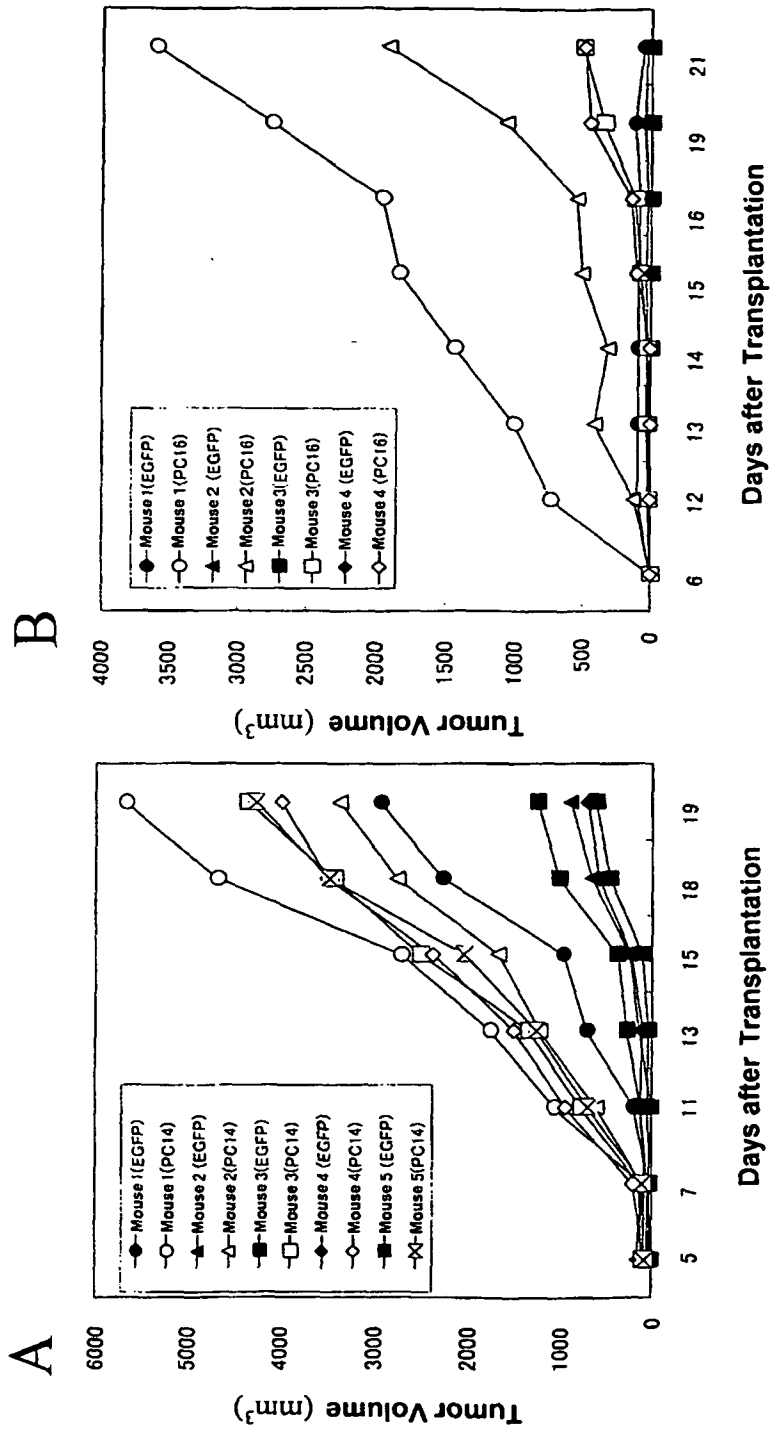 A
Tumor Volume (mm³)
6000
5000
4000
3000
2000
1000
0
Mouse 1(EGFP)
Mouse 1(PC14)
Mouse 2 (EGFP)
Mouse 2(PC14)
Mouse 3(EGFP)
Mouse 3(PC14)
Mouse 4 (EGFP)
Mouse 4(PC14)
Mouse 5 (EGFP)
Mouse 5(PC14)
5 7 11 13 15 18 19
Days after Transplantation
B
Tumor Volume (mm³)
4000
3500
3000
2500
2000
1500
1000
500
0
Mouse 1(EGFP)
Mouse 1(PC16)
Mouse 2 (EGFP)
Mouse 2(PC16)
Mouse 3(EGFP)
Mouse 3(PC16)
Mouse 4 (EGFP)
Mouse 4(PC16)
6 12 13 14 15 16 19 21
Days after Transplantation